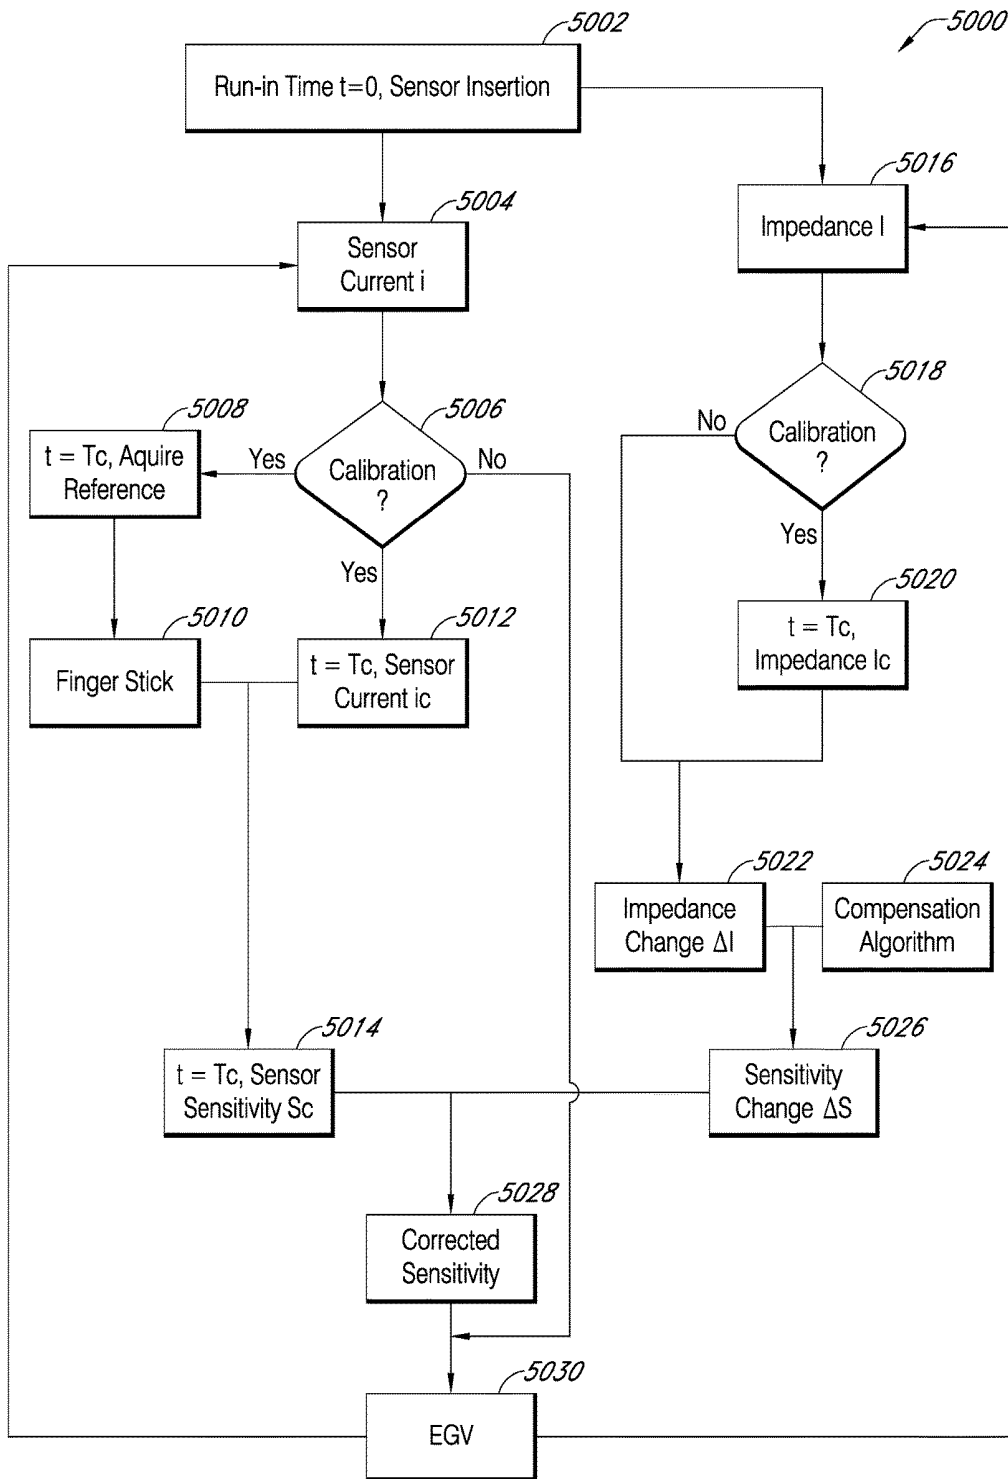 5002
5000
Run-in Time t=0, Sensor Insertion
5004
5016
Sensor
Current i
Impedance I
5006
5018
5008
Calibration
?
Yes
No
t = Tc, Aquire
Reference
Yes
Calibration
?
No
Yes
5010
5012
5020
Finger Stick
t = Tc, Sensor
Current ic
t = Tc,
Impedance Ic
5022
5024
Impedance
Change ΔI
Compensation
Algorithm
5014
5026
t = Tc, Sensor
Sensitivity Sc
Sensitivity
Change ΔS
5028
Corrected
Sensitivity
5030
EGV